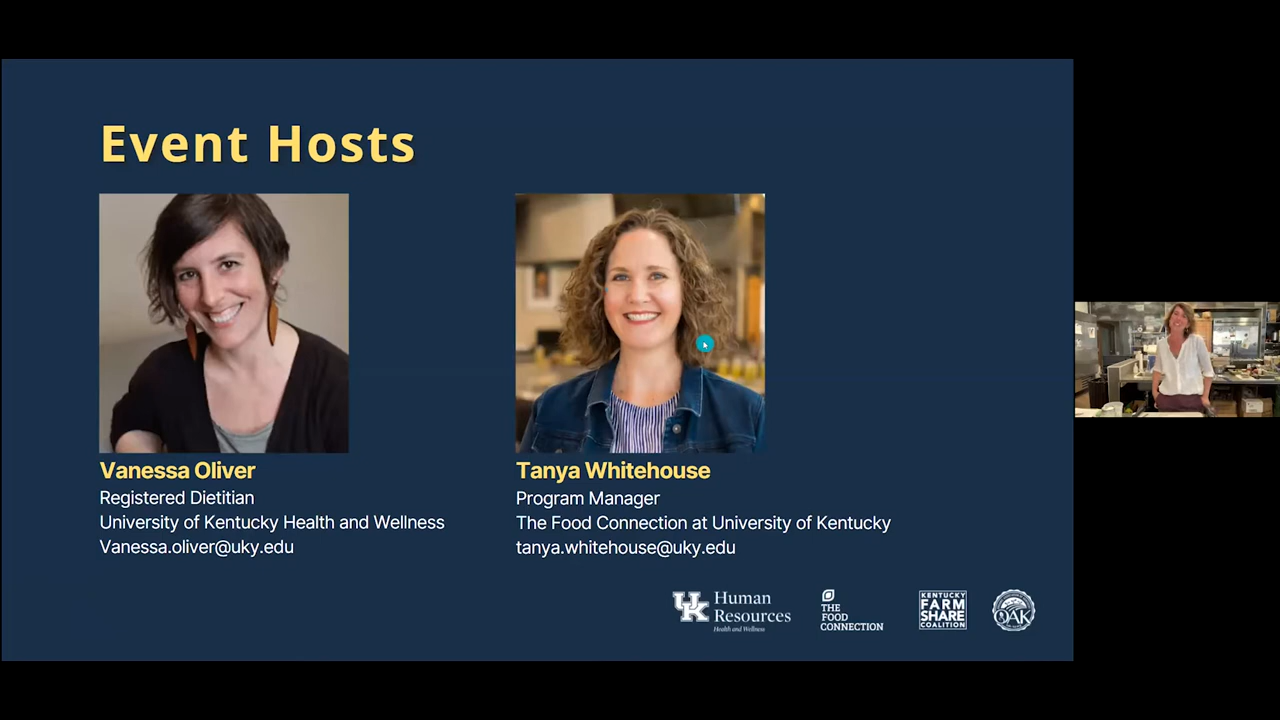 Event Hosts
Vanessa Oliver
Registered Dietitian
University of Kentucky Health and Wellness
Vanessa.oliver@uky.edu
Tanya Whitehouse
Program Manager
The Food Connection at University of Kentucky
tanya.whitehouse@uky.edu
UK Human
Resources
Health and Wellness
THE
FOOD
CONNECTION
KENTUCKY
FARM
SHARE
COALITION
OAK